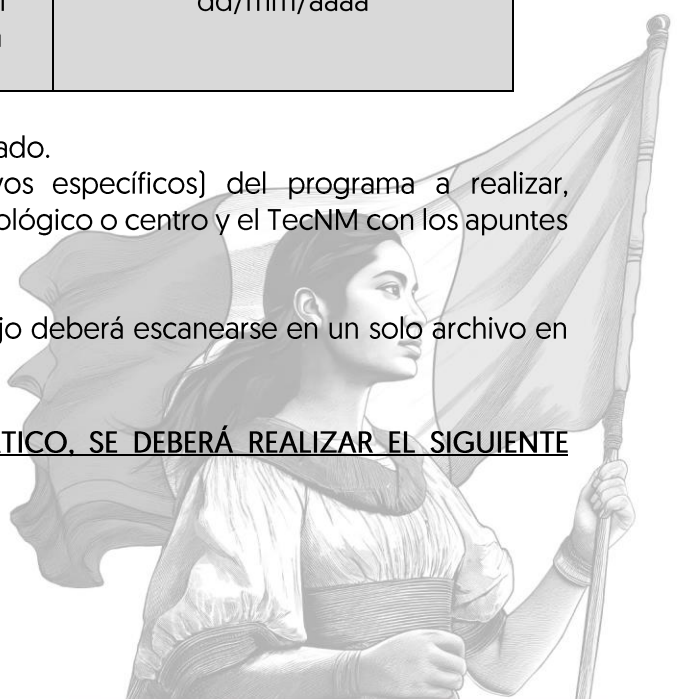 dd/mm/aaaa
ado.
vos específicos) del programa a realizar,
ológico o centro y el TecNM con los apuntes
jo deberá escanearse en un solo archivo en
TICO, SE DEBERÁ REALIZAR EL SIGUIENTE